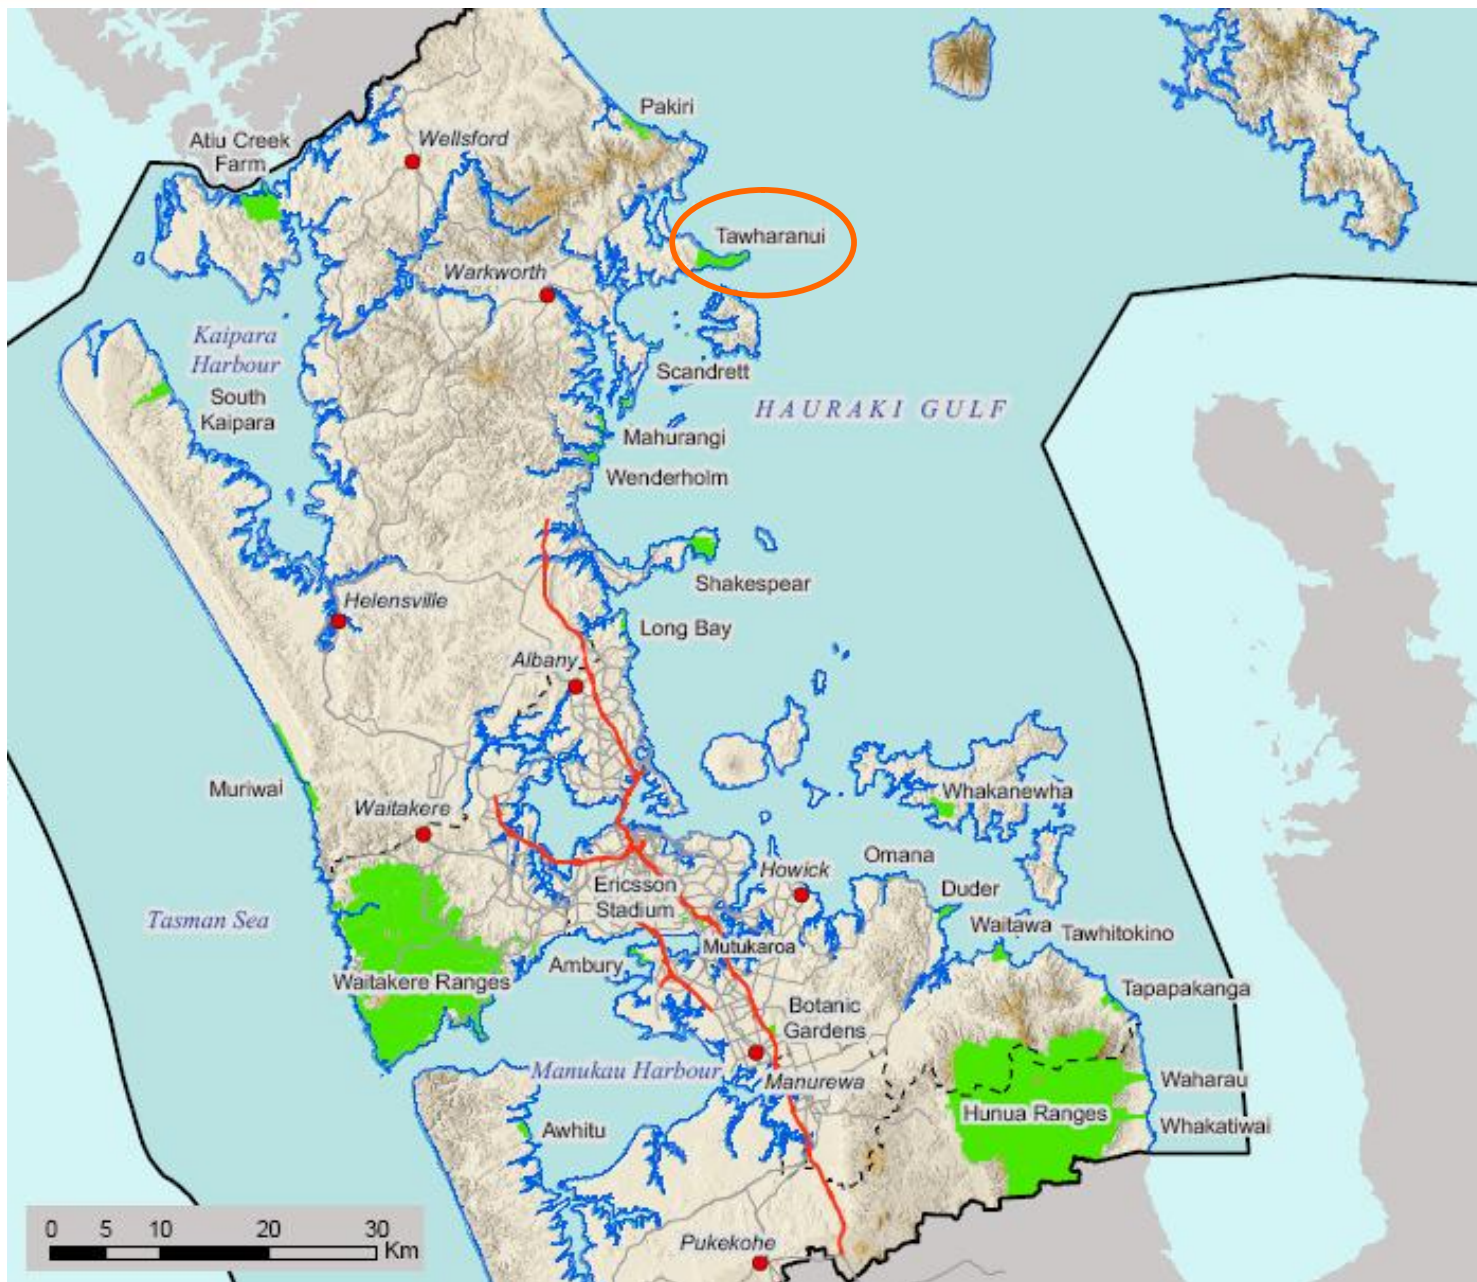 Pakiri
Atiu Creek
Farm
Wellsford
Tawharanui
Warkworth
Kaipara
Harbour
South
Kaipara
Scandrett
HAURAKI GULF
Mahurangi
Wenderholm
Shakespear
Helensville
Long Bay
Albany
Muriwai
Waitakere
Whakanewha
Omana
Howick
Duder
Ericsson
Stadium
Tasman Sea
Waitawa
Tawhitokino
Mutukaroa
Ambury
Waitakere Ranges
Tapapakanga
Botanic
Gardens
Manukau Harbour
Manurewa
Waharau
Hunua Ranges
Whakatiwai
Awhitu
0 5 10 20 30
Km
Pukekohe